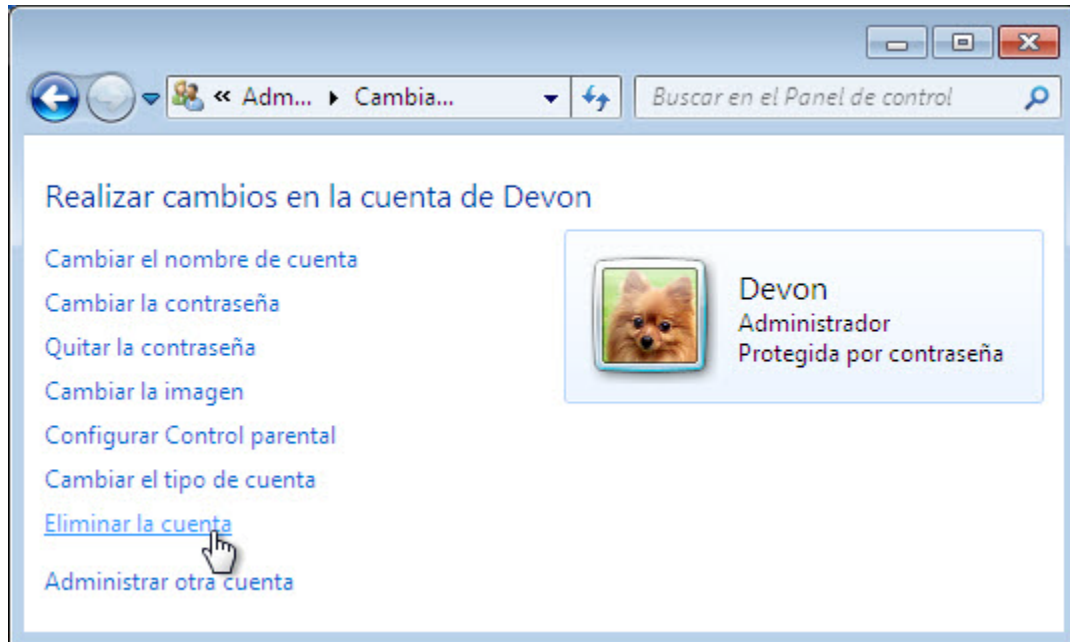 « Adm... Cambia...
Buscar en el Panel de control
Realizar cambios en la cuenta de Devon
Cambiar el nombre de cuenta
Cambiar la contraseña
Quitar la contraseña
Cambiar la imagen
Configurar Control parental
Cambiar el tipo de cuenta
Eliminar la cuenta
Administrar otra cuenta
Devon
Administrador
Protegida por contraseña